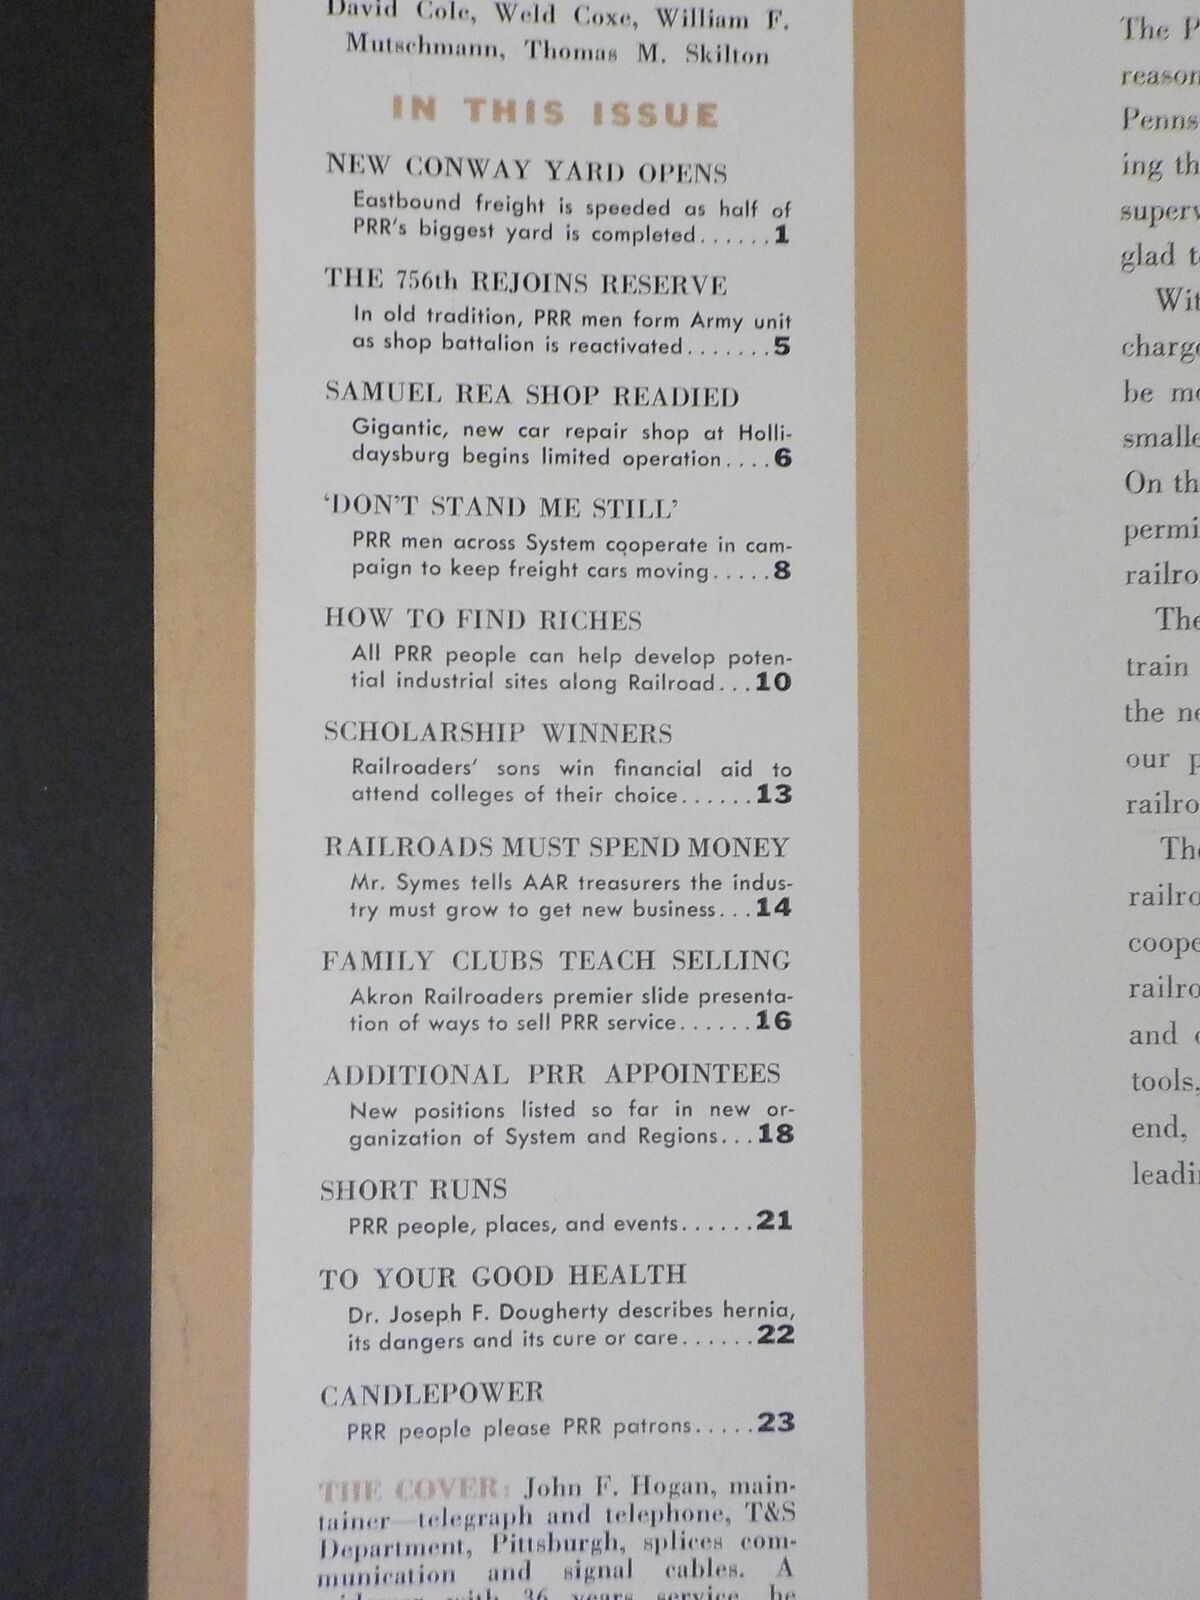 David Cole, Weld Coxe, William F.
Mutschmann, Thomas M. Skilton
IN THIS ISSUE
NEW CONWAY YARD OPENS
Eastbound freight is speeded as half of
PRR's biggest yard is completed......1
THE 756th REJOINS RESERVE
In old tradition, PRR men form Army unit
as shop battalion is reactivated.......5
SAMUEL REA SHOP READIED
Gigantic, new car repair shop at Holli-
daysburg begins limited operation....6
'DON'T STAND ME STILL'
PRR men across System cooperate in cam-
paign to keep freight cars moving.....8
HOW TO FIND RICHES
All PRR people can help develop poten-
tial industrial sites along Railroad...10
SCHOLARSHIP WINNERS
Railroaders' sons win financial aid to
attend colleges of their choice......13
RAILROADS MUST SPEND MONEY
Mr. Symes tells AAR treasurers the indus-
try must grow to get new business...14
FAMILY CLUBS TEACH SELLING
Akron Railroaders premier slide presenta-
tion of ways to sell PRR service......16
ADDITIONAL PRR APPOINTEES
New positions listed so far in new or-
ganization of System and Regions...18
SHORT RUNS
PRR people, places, and events......21
TO YOUR GOOD HEALTH
Dr. Joseph F. Dougherty describes hernia,
its dangers and its cure or care......22
CANDLEPOWER
PRR people please PRR patrons.....23
THE COVER: John F. Hogan, main-
tainer—telegraph and telephone, T&S
Department, Pittsburgh, splices com-
munication and signal cables. A
with 36 years service, he
The P
reason
Penns
ing th
superv
glad t
Wit
charge
be mo
smalle
On th
permi
railro
The
train
the ne
our p
railro
The
railro
coope
railro
and
tools,
end,
leadi